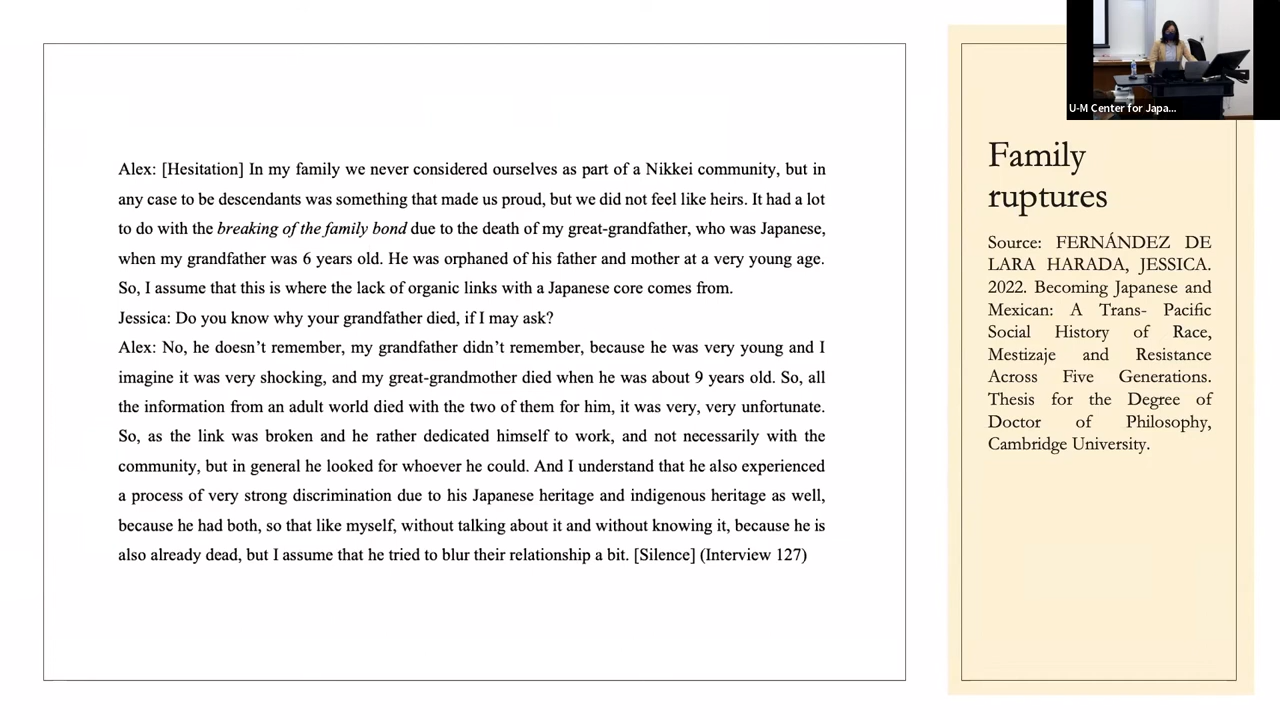 Alex: [Hesitation] In my family we never considered ourselves as part of a Nikkei community, but in
any case to be descendants was something that made us proud, but we did not feel like heirs. It had a lot
to do with the breaking of the family bond due to the death of my great-grandfather, who was Japanese,
when my grandfather was 6 years old. He was orphaned of his father and mother at a very young age.
So, I assume that this is where the lack of organic links with a Japanese core comes from.
Jessica: Do you know why your grandfather died, if I may ask?
Alex: No, he doesn’t remember, my grandfather didn’t remember, because he was very young and I
imagine it was very shocking, and my great-grandmother died when he was about 9 years old. So, all
the information from an adult world died with the two of them for him, it was very, very unfortunate.
So, as the link was broken and he rather dedicated himself to work, and not necessarily with the
community, but in general he looked for whoever he could. And I understand that he also experienced
a process of very strong discrimination due to his Japanese heritage and indigenous heritage as well,
because he had both, so that like myself, without talking about it and without knowing it, because he is
also already dead, but I assume that he tried to blur their relationship a bit. [Silence] (Interview 127)
U-M Center for Japa...
Family
ruptures
Source: FERNÁNDEZ DE
LARA HARADA, JESSICA.
2022. Becoming Japanese and
Mexican: A Trans- Pacific
Social History of Race,
Mestizaje and Resistance
Across Five Generations.
Thesis for the Degree of
Doctor of Philosophy,
Cambridge University.